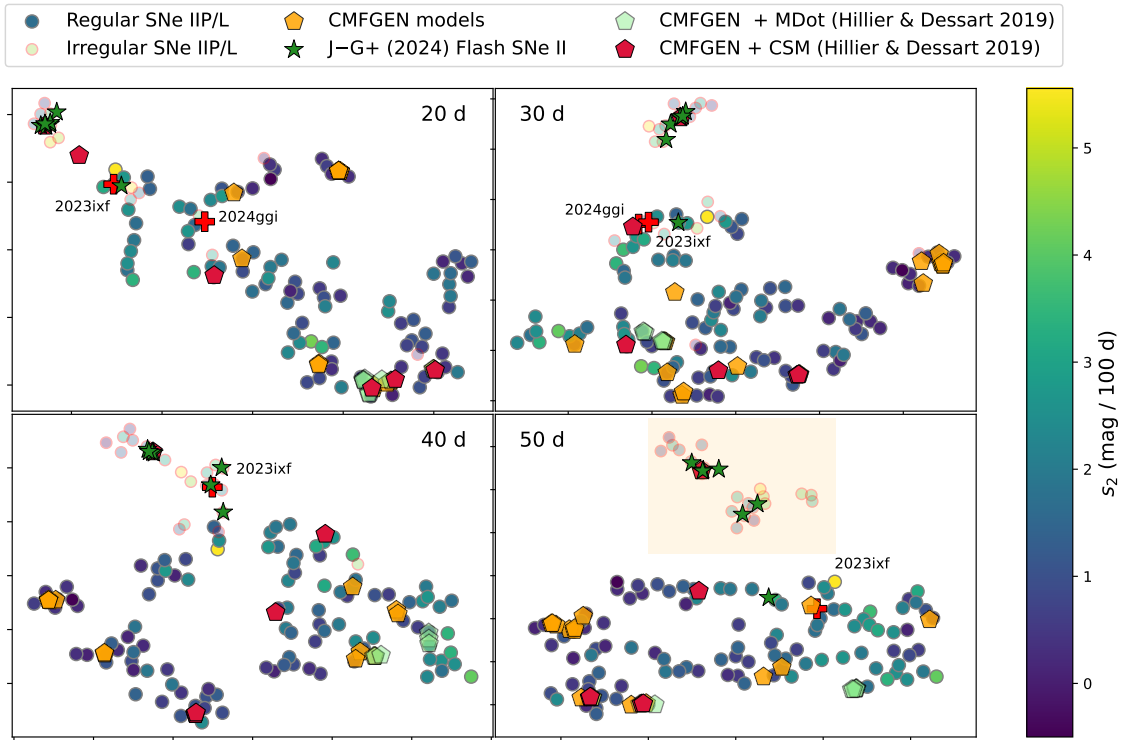 Regular SNe IIP/L
CMFGEN models
CMFGEN + MDot (Hillier & Dessart 2019)
Irregular SNe IIP/L
J−G+ (2024) Flash SNe II
CMFGEN + CSM (Hillier & Dessart 2019)
20 d
2023ixf
2024ggi
30 d
2024ggi
2023ixf
40 d
2023ixf
50 d
2023ixf
5
4
3
2
1
0
s₂ (mag / 100 d)